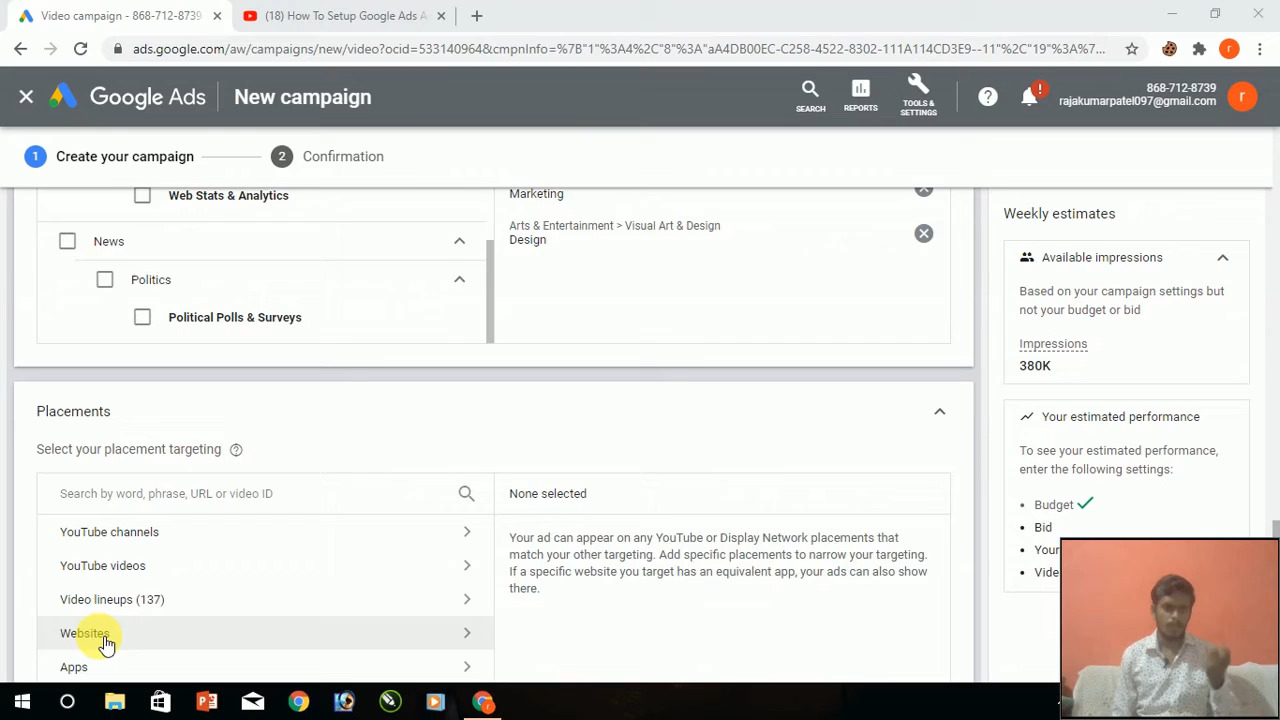 Video campaign - 868-712-8739
(18) How To Setup Google Ads A
ads.google.com/aw/campaigns/new/video?ocid=533140964&cmpnInfo=%7B"1"%3A4%2C"8"%3A"aA4DB00EC-C258-4522-8302-111A114CD3E9--11"%2C"19"%3A%7...
Google Ads
New campaign
SEARCH
REPORTS
TOOLS &
SETTINGS
868-712-8739
rajakumarpatel097@gmail.com
r
1 Create your campaign
2 Confirmation
Web Stats & Analytics
News
Politics
Political Polls & Surveys
Marketing
Arts & Entertainment > Visual Art & Design
Design
Weekly estimates
Available impressions
Based on your campaign settings but
not your budget or bid
Impressions
380K
Your estimated performance
To see your estimated performance,
enter the following settings:
Budget
Bid
Your
Vide
Placements
Select your placement targeting
Search by word, phrase, URL or video ID
YouTube channels
YouTube videos
Video lineups (137)
Websites
Apps
None selected
Your ad can appear on any YouTube or Display Network placements that
match your other targeting. Add specific placements to narrow your targeting.
If a specific website you target has an equivalent app, your ads can also show
there.